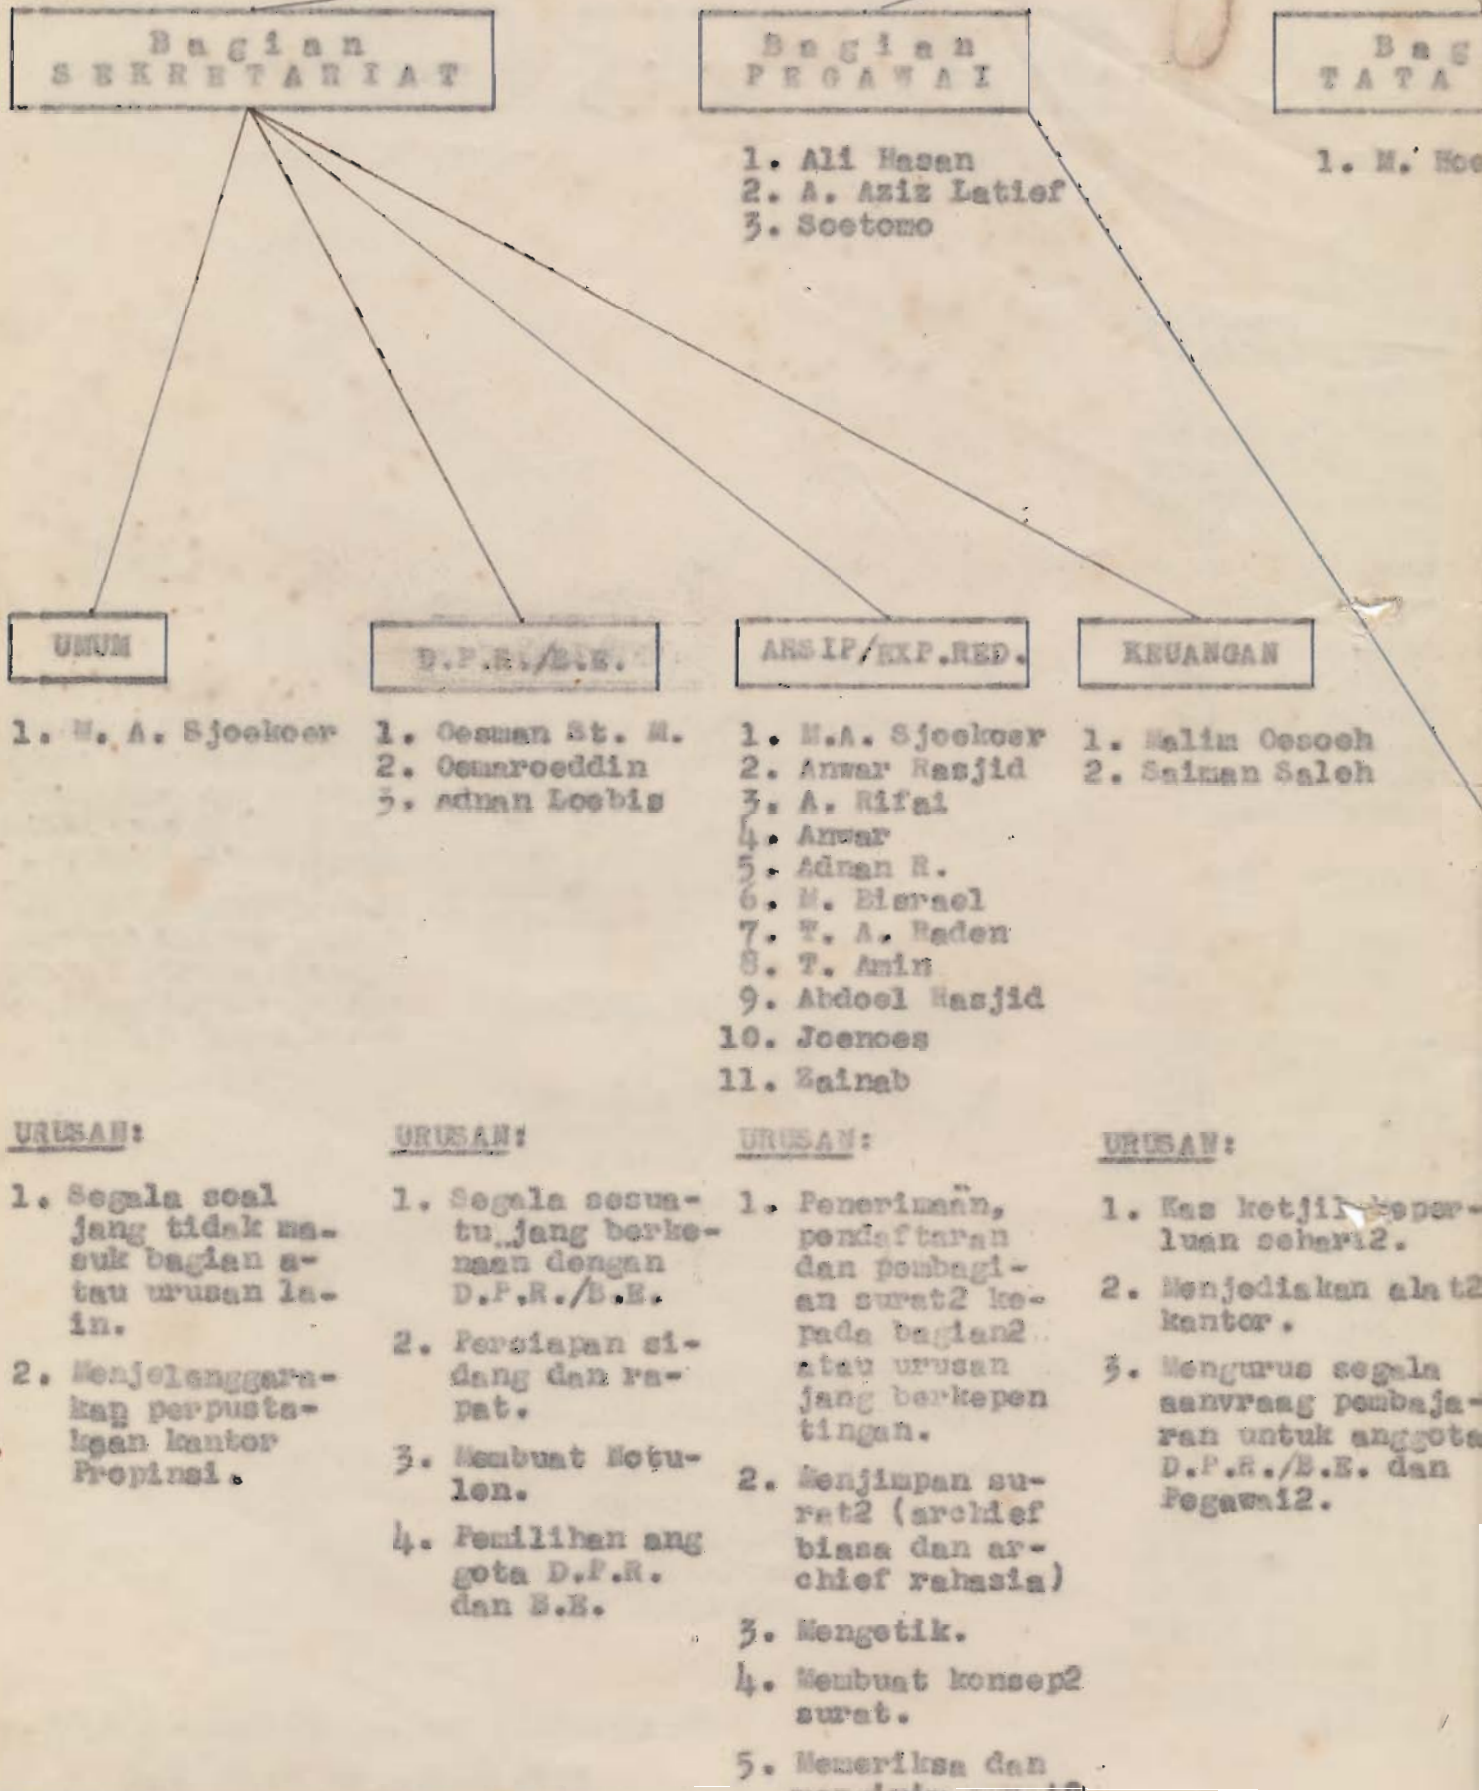 Bagian
SEKRETARIAT
Bagian
PEGAWAI
1. Ali Hasan
2. A. Aziz Latief
3. Soetomo
Bag
TATA
1. M. Hoe
UMUM
1. M. A. Sjoekoer
URUSAN:
1. Segala soal
jang tidak ma-
suk bagian a-
tau urusan la-
in.
2. Menjelenggara-
kan perpusta-
kaan kantor
Propinsi.
D.P.R./B.E.
1. Oesman St. M.
2. Oemaroeddin
3. Adnan Loebis
URUSAN:
1. Segala sesua-
tu jang berke-
naan dengan
D.P.R./B.E.
2. Persiapan si-
dang dan ra-
pat.
3. Membuat Notu-
len.
4. Pemilihan ang
gota D.P.R.
dan B.E.
ARSIP/EXP.RED.
1. M.A. Sjoekoer
2. Anwar Rasjid
3. A. Rifai
4. Anwar
5. Adnan R.
6. M. Bisrael
7. T. A. Raden
8. T. Amin
9. Abdoel Rasjid
10. Joenoes
11. Zainab
URUSAN:
1. Penerimaän,
pendaftaran
dan pembagi-
an surat2 ke-
pada bagian2
atau urusan
jang berkepen
tingan.
2. Menjimpan su-
rat2 (archief
biasa dan ar-
chief rahasia)
3. Mengetik.
4. Membuat konsep2
surat.
5. Memeriksa dan
KEUANGAN
1. Malim Oesoeh
2. Saiman Saleh
URUSAN:
1. Kas ketjil keper-
luan sehari2.
2. Menjediakan alat2
kantor.
3. Mengurus segala
aanvraag pembaja-
ran untuk anggota
D.P.R./B.E. dan
Pegawai2.